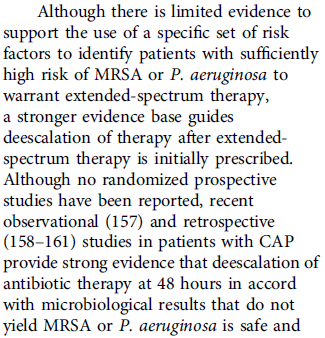 Although there is limited evidence to
support the use of a specific set of risk
factors to identify patients with sufficiently
high risk of MRSA or P. aeruginosa to
warrant extended-spectrum therapy,
a stronger evidence base guides
deescalation of therapy after extended-
spectrum therapy is initially prescribed.
Although no randomized prospective
studies have been reported, recent
observational (157) and retrospective
(158–161) studies in patients with CAP
provide strong evidence that deescalation of
antibiotic therapy at 48 hours in accord
with microbiological results that do not
yield MRSA or P. aeruginosa is safe and